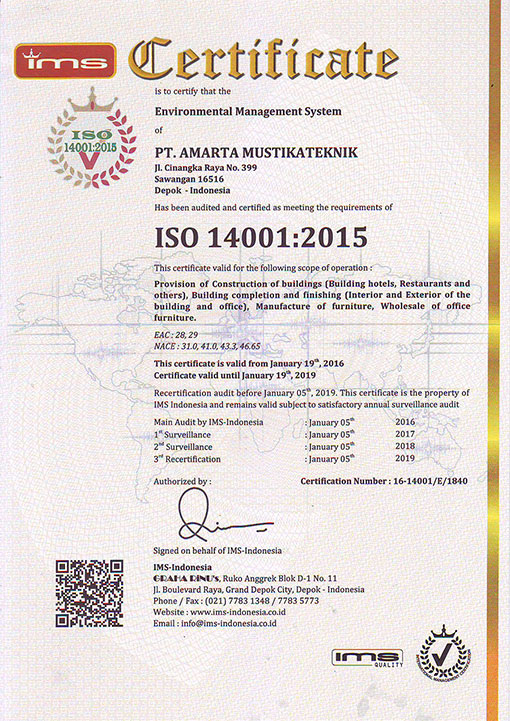 ims
Certificate
is to certify that the
Environmental Management System
of
ISO
14001:2015
PT. AMARTA MUSTIKATEKNIK
Jl. Cinangka Raya No. 399
Sawangan 16516
Depok - Indonesia
Has been audited and certified as meeting the requirements of
ISO 14001:2015
This certificate valid for the following scope of operation :
Provision of Construction of buildings (Building hotels, Restaurants and
others), Building completion and finishing (Interior and Exterior of the
building and office), Manufacture of furniture, Wholesale of office
furniture.
EAC : 28, 29
NACE : 31.0, 41.0, 43.3, 46.65
This certificate is valid from January 19th, 2016
Certificate valid until January 19th, 2019
Recertification audit before January 05th, 2019. This certificate is the property of
IMS Indonesia and remains valid subject to satisfactory annual surveillance audit
Main Audit by IMS-Indonesia : January 05th 2016
1st Surveillance : January 05th 2017
2nd Surveillance : January 05th 2018
3rd Recertification : January 05th 2019
Authorized by : Certification Number : 16-14001/E/1840
Signed on behalf of IMS-Indonesia
IMS-Indonesia
GRAHA RINU's, Ruko Anggrek Blok D-1 No. 11
Jl. Boulevard Raya, Grand Depok City, Depok - Indonesia
Phone / Fax : (021) 7783 1348 / 7783 5773
Website : www.ims-indonesia.co.id
Email : info@ims-indonesia.co.id
ims
QUALITY
INTERNATIONAL MANAGEMENT CERTIFICATION